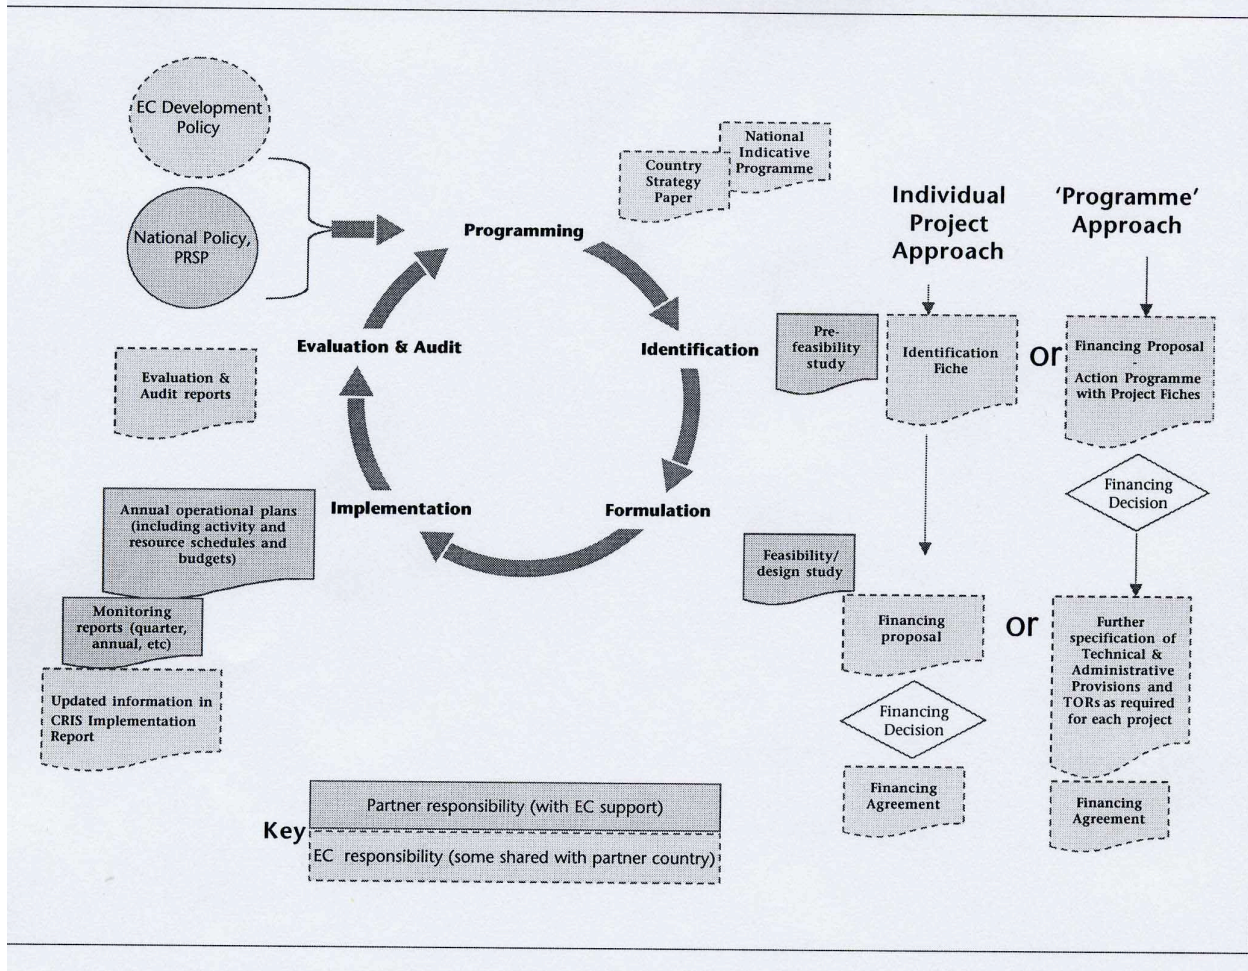 EC Development
Policy
National Policy,
PRSP
National
Indicative
Programme
Country
Strategy
Paper
Programming
Identification
Formulation
Implementation
Evaluation & Audit
Evaluation &
Audit reports
Annual operational plans
(including activity and
resource schedules and
budgets)
Monitoring
reports (quarter,
annual, etc)
Updated information in
CRIS Implementation
Report
Individual
Project
Approach
'Programme'
Approach
Pre-
feasibility
study
Identification
Fiche
or
Financing Proposal
-
Action Programme
with Project Fiches
Financing
Decision
Feasibility/
design study
Financing
proposal
or
Further
specification of
Technical &
Administrative
Provisions and
TORs as required
for each project
Financing
Decision
Financing
Agreement
Financing
Agreement
Key
Partner responsibility (with EC support)
EC responsibility (some shared with partner country)